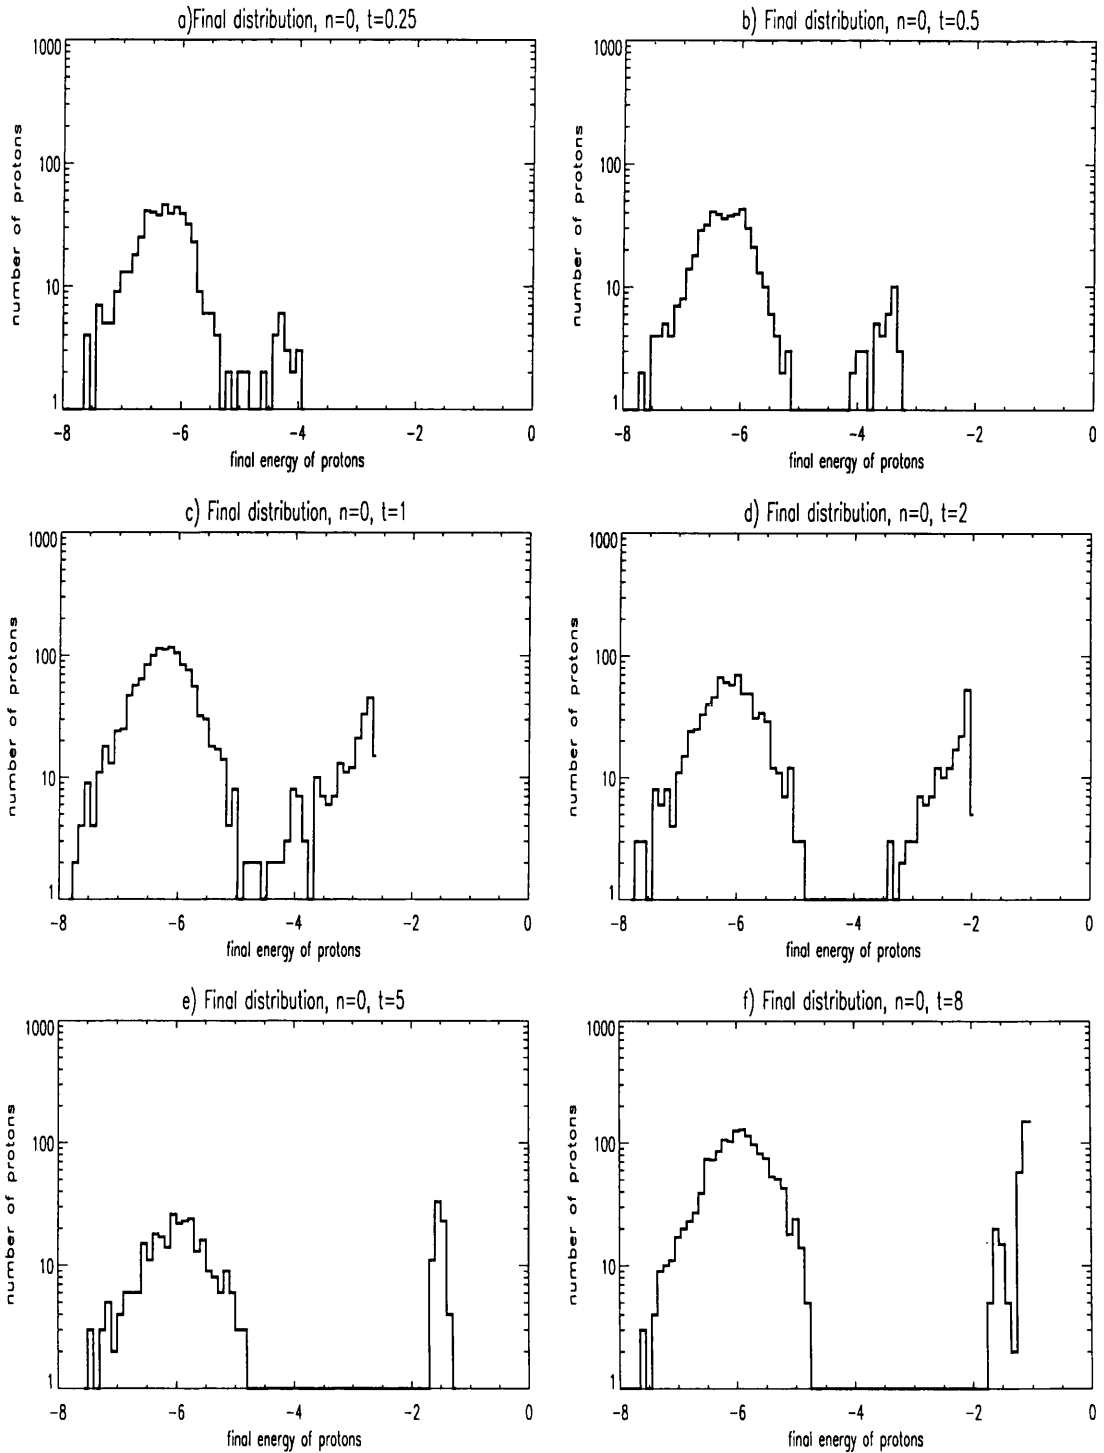 a)Final distribution, n=0, t=0.25
b) Final distribution, n=0, t=0.5
1000
100
10
1
number of protons
-8 -6 -4 -2 0
final energy of protons
1000
100
10
1
number of protons
-8 -6 -4 -2 0
final energy of protons
c) Final distribution, n=0, t=1
d) Final distribution, n=0, t=2
1000
100
10
1
number of protons
-8 -6 -4 -2 0
final energy of protons
1000
100
10
1
number of protons
-8 -6 -4 -2 0
final energy of protons
e) Final distribution, n=0, t=5
f) Final distribution, n=0, t=8
1000
100
10
1
number of protons
-8 -6 -4 -2 0
final energy of protons
1000
100
10
1
number of protons
-8 -6 -4 -2 0
final energy of protons